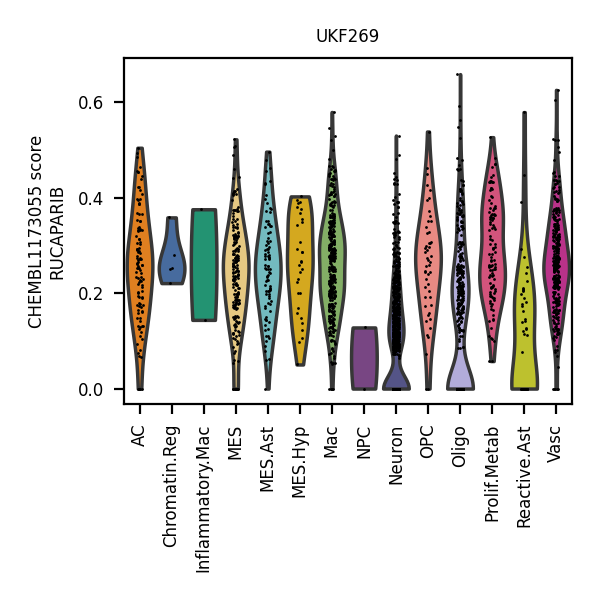 UKF269
CHEMBL1173055 score
RUCAPARIB
0.6
0.4
0.2
0.0
AC
Chromatin.Reg
Inflammatory.Mac
MES
MES.Ast
MES.Hyp
Mac
NPC
Neuron
OPC
Oligo
Prolif.Metab
Reactive.Ast
Vasc